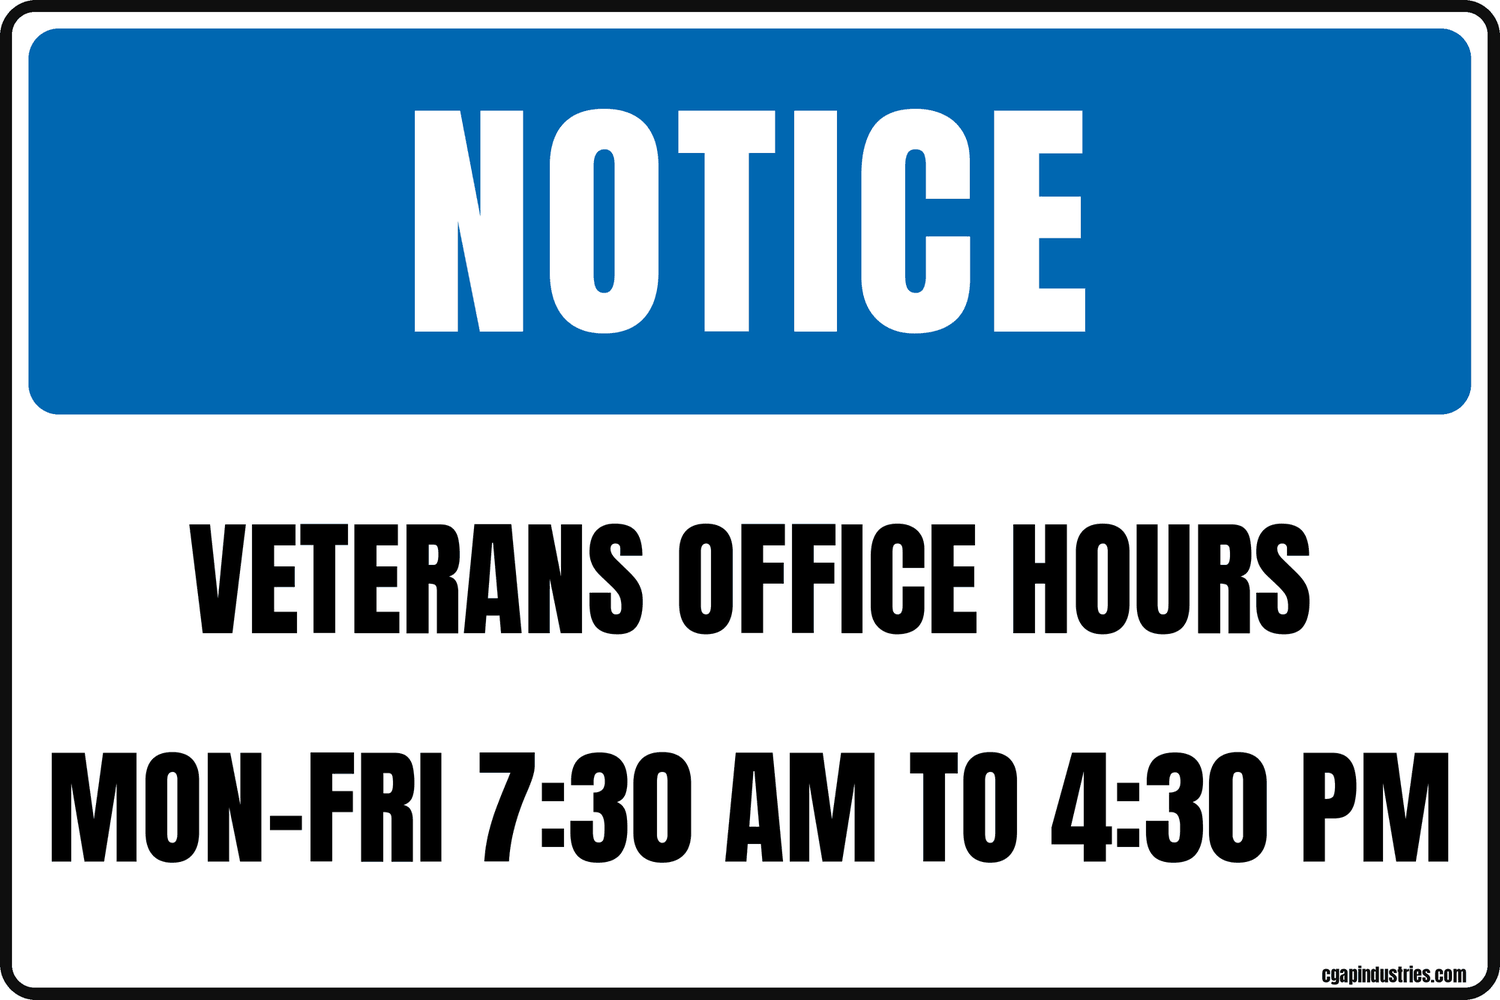 NOTICE
VETERANS OFFICE HOURS
MON-FRI 7:30 AM TO 4:30 PM
cgapindustries.com